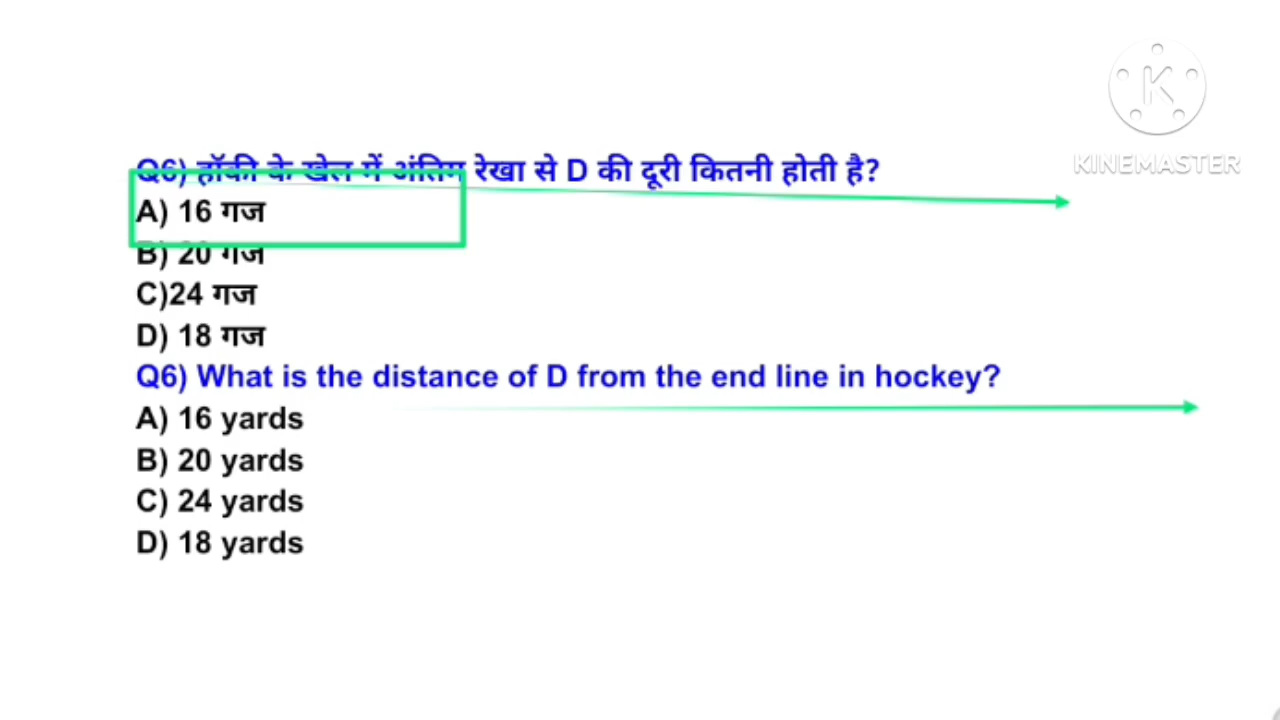 Q6) हॉकी के खेल में अंतिम रेखा से D की दूरी कितनी होती है?
A) 16 गज
B) 20 गज
C)24 गज
D) 18 गज
Q6) What is the distance of D from the end line in hockey?
A) 16 yards
B) 20 yards
C) 24 yards
D) 18 yards
K
KINEMASTER